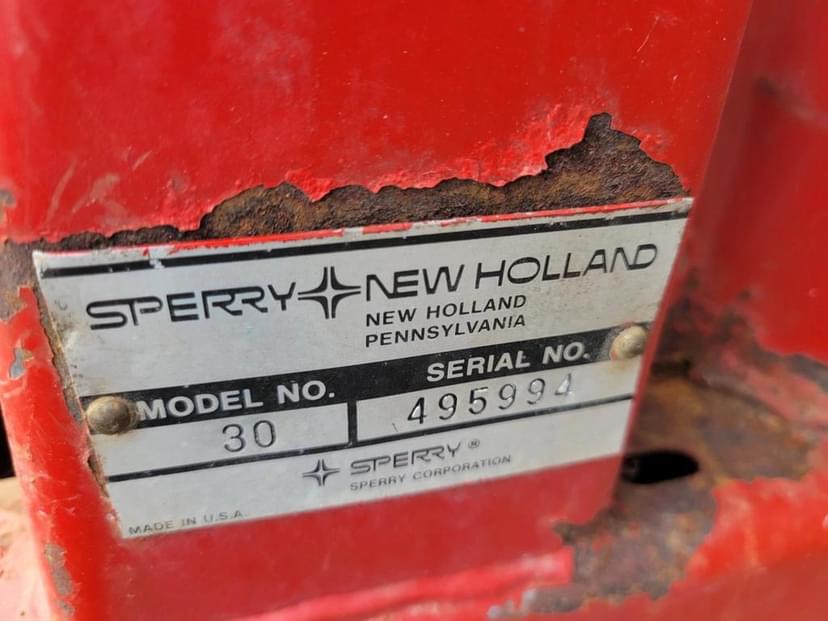 SPERRY NEW HOLLAND
NEW HOLLAND
PENNSYLVANIA
MODEL NO. SERIAL NO.
30 495994
SPERRY ®
SPERRY CORPORATION
MADE IN U.S.A.